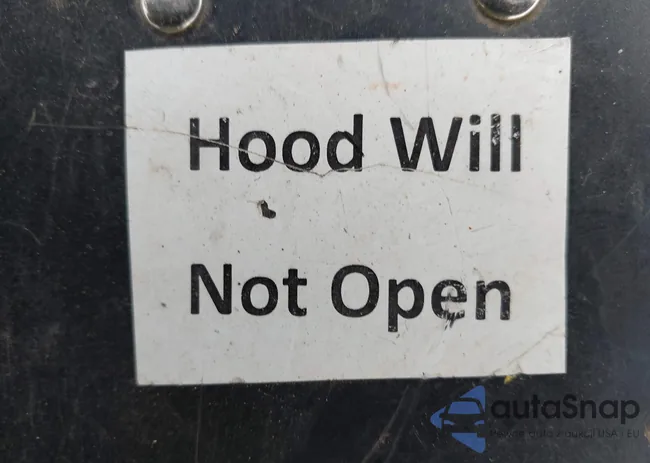 Hood Will
Not Open
autaSnap